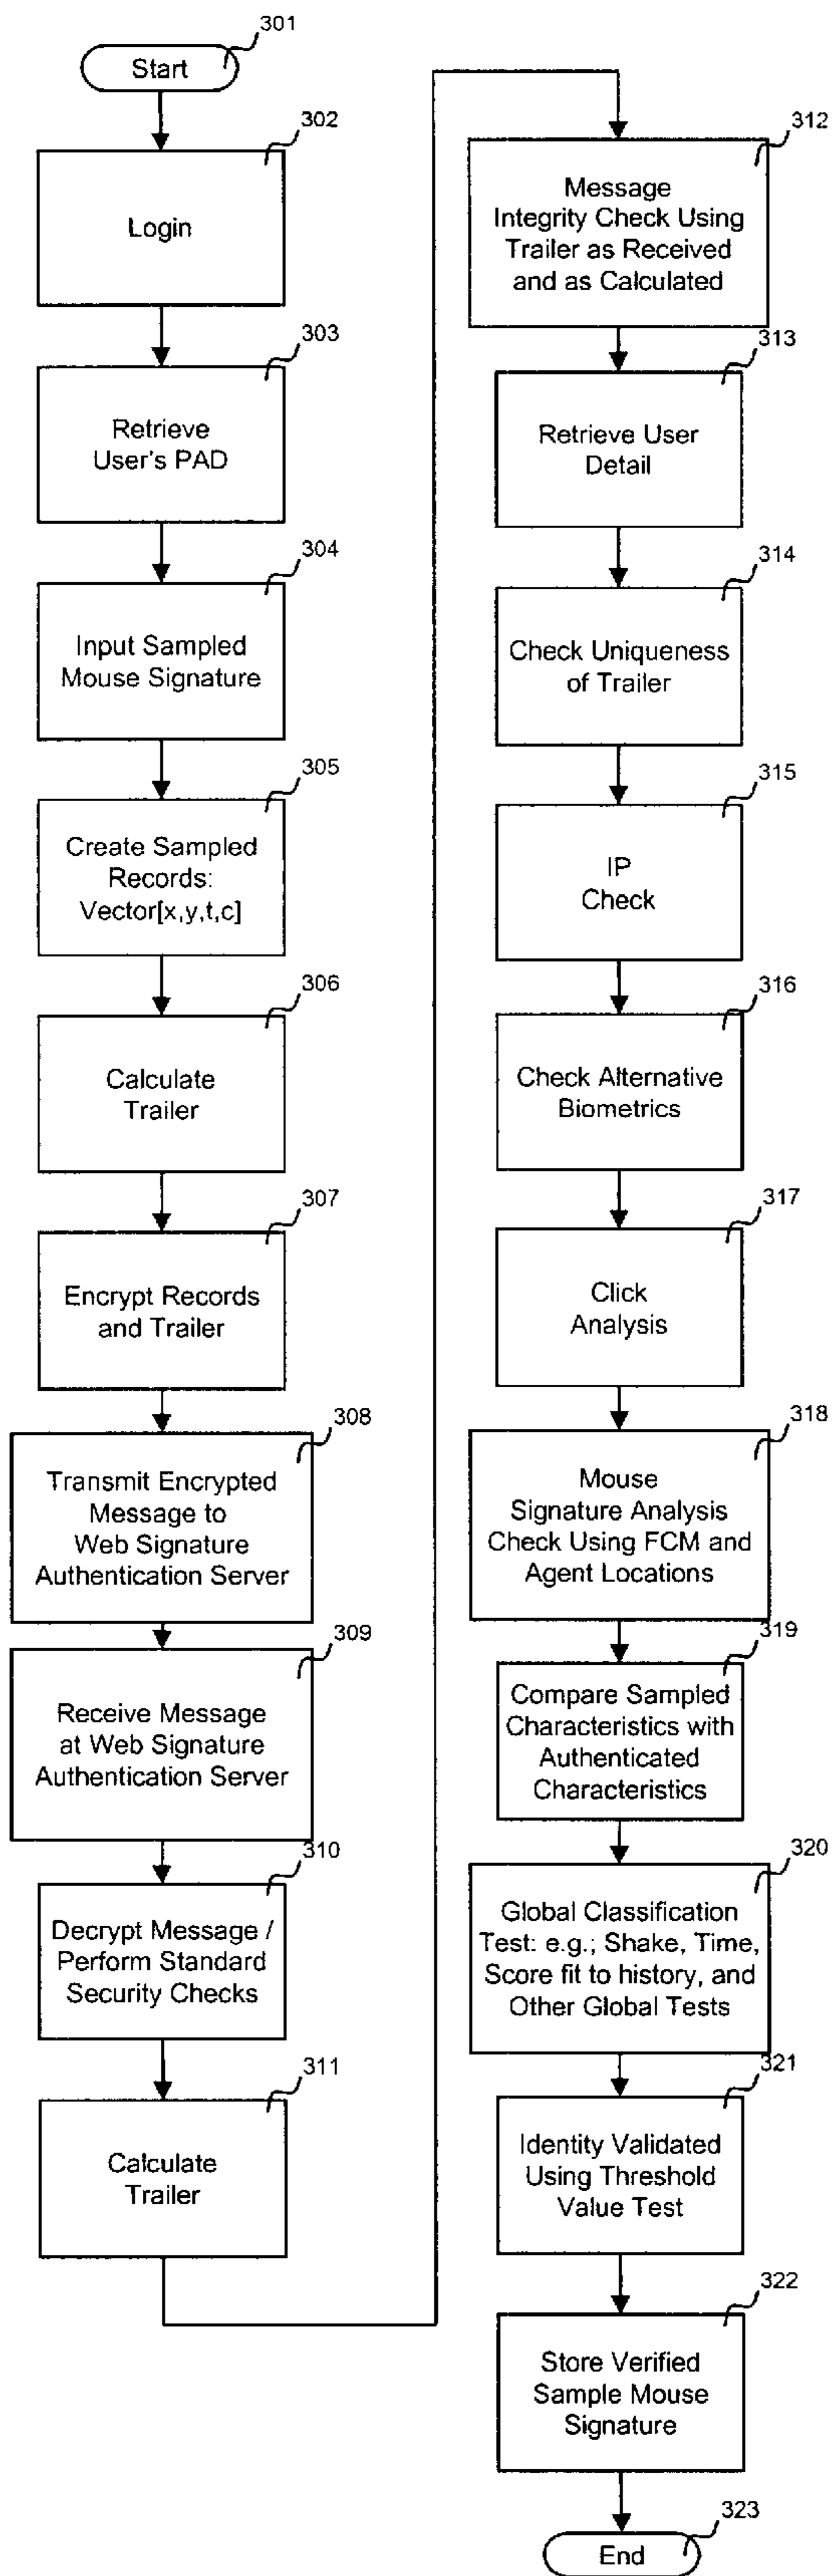 301
Start
302
Login
303
Retrieve
User's PAD
304
Input Sampled
Mouse Signature
305
Create Sampled
Records:
Vector[x,y,t,c]
306
Calculate
Trailer
307
Encrypt Records
and Trailer
308
Transmit Encrypted
Message to
Web Signature
Authentication Server
309
Receive Message
at Web Signature
Authentication Server
310
Decrypt Message /
Perform Standard
Security Checks
311
Calculate
Trailer
312
Message
Integrity Check Using
Trailer as Received
and as Calculated
313
Retrieve User
Detail
314
Check Uniqueness
of Trailer
315
IP
Check
316
Check Alternative
Biometrics
317
Click
Analysis
318
Mouse
Signature Analysis
Check Using FCM and
Agent Locations
319
Compare Sampled
Characteristics with
Authenticated
Characteristics
320
Global Classification
Test: e.g.; Shake, Time,
Score fit to history, and
Other Global Tests
321
Identity Validated
Using Threshold
Value Test
322
Store Verified
Sample Mouse
Signature
323
End